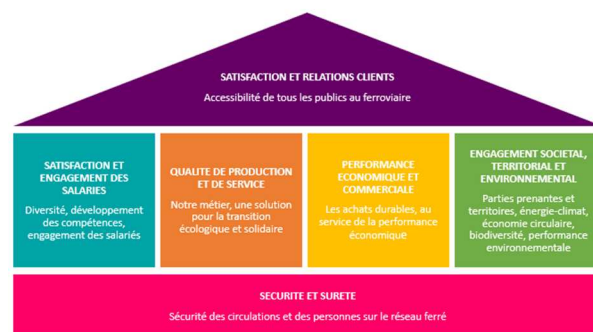 SATISFACTION ET RELATIONS CLIENTS
Accessibilité de tous les publics au ferroviaire
SATISFACTION ET
ENGAGEMENT DES
SALARIES
Diversité, développement
des compétences,
engagement des salariés
QUALITE DE PRODUCTION
ET DE SERVICE
Notre métier, une solution
pour la transition
écologique et solidaire
PERFORMANCE
ECONOMIQUE ET
COMMERCIALE
Les achats durables, au
service de la performance
économique
ENGAGEMENT SOCIETAL,
TERRITORIAL ET
ENVIRONNEMENTAL
Parties prenantes et
territoires, énergie-climat,
économie circulaire,
biodiversité, performance
environnementale
SECURITE ET SURETE
Sécurité des circulations et des personnes sur le réseau ferré